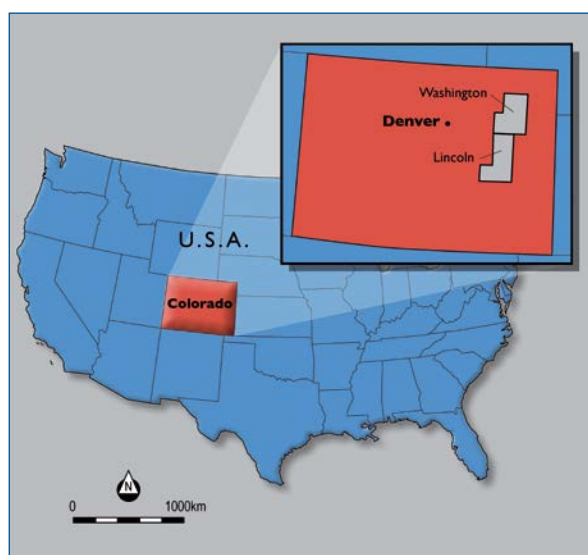 Washington
Denver
Lincoln
U.S.A.
Colorado
N
0 1000km